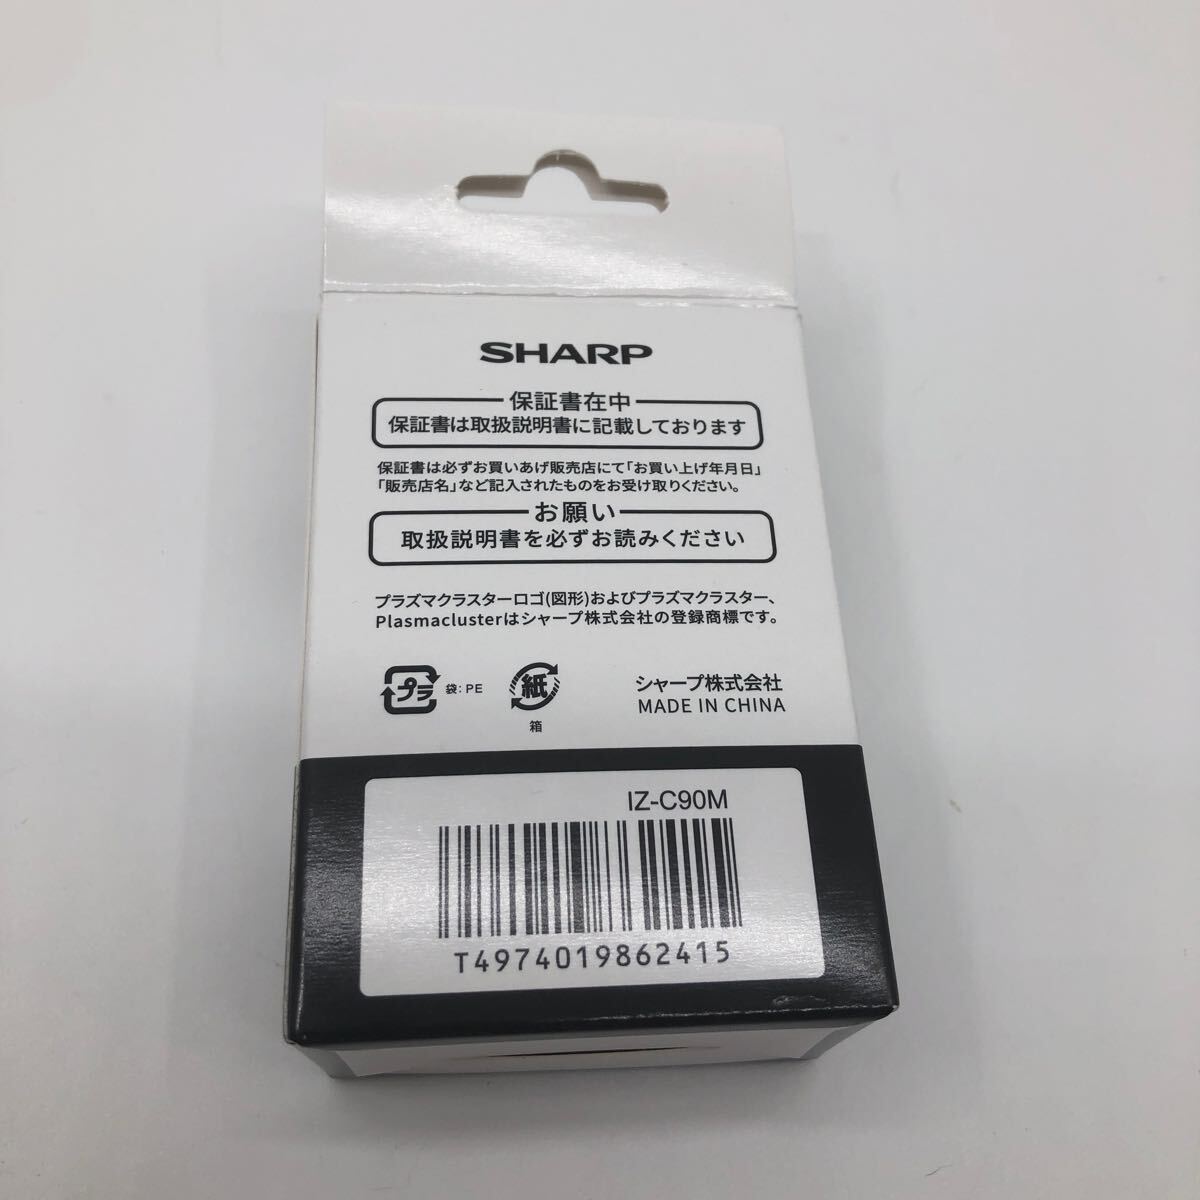 SHARP
保証書在中
保証書は取扱説明書に記載しております
保証書は必ずお買いあげ販売店にて「お買い上げ年月日」
「販売店名」など記入されたものをお受け取りください。
お願い
取扱説明書を必ずお読みください
プラズマクラスターロゴ(図形)およびプラズマクラスター、
Plasmaclusterはシャープ株式会社の登録商標です。
プラ 袋:PE
紙
箱
シャープ株式会社
MADE IN CHINA
IZ-C90M
T4974019862415